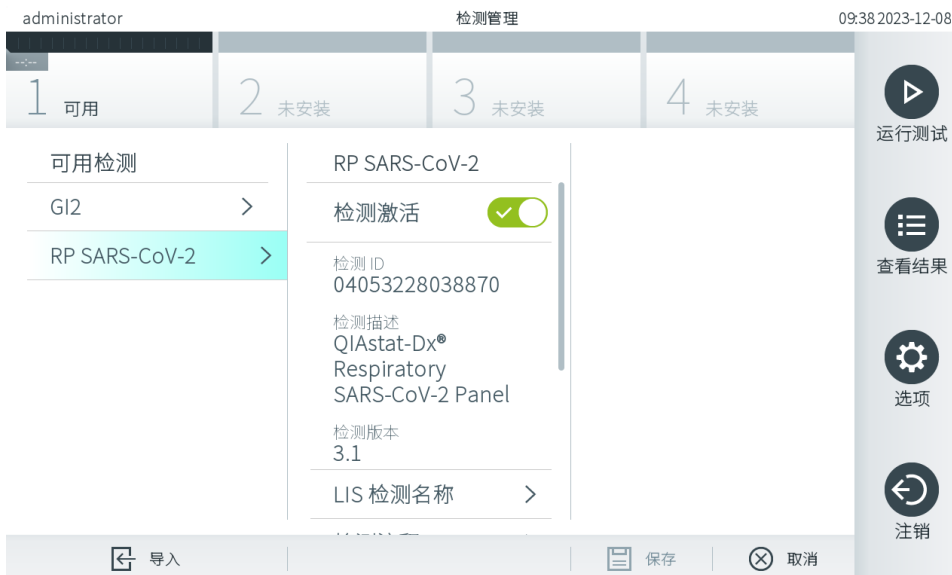 administrator
检测管理
09:38 2023-12-08
--:--
1 可用
2 未安装
3 未安装
4 未安装
运行测试
可用检测
GI2
RP SARS-CoV-2
RP SARS-CoV-2
检测激活
检测 ID
04053228038870
检测描述
QIAstat-Dx®
Respiratory
SARS-CoV-2 Panel
检测版本
3.1
LIS 检测名称
查看结果
选项
注销
导入
保存
取消